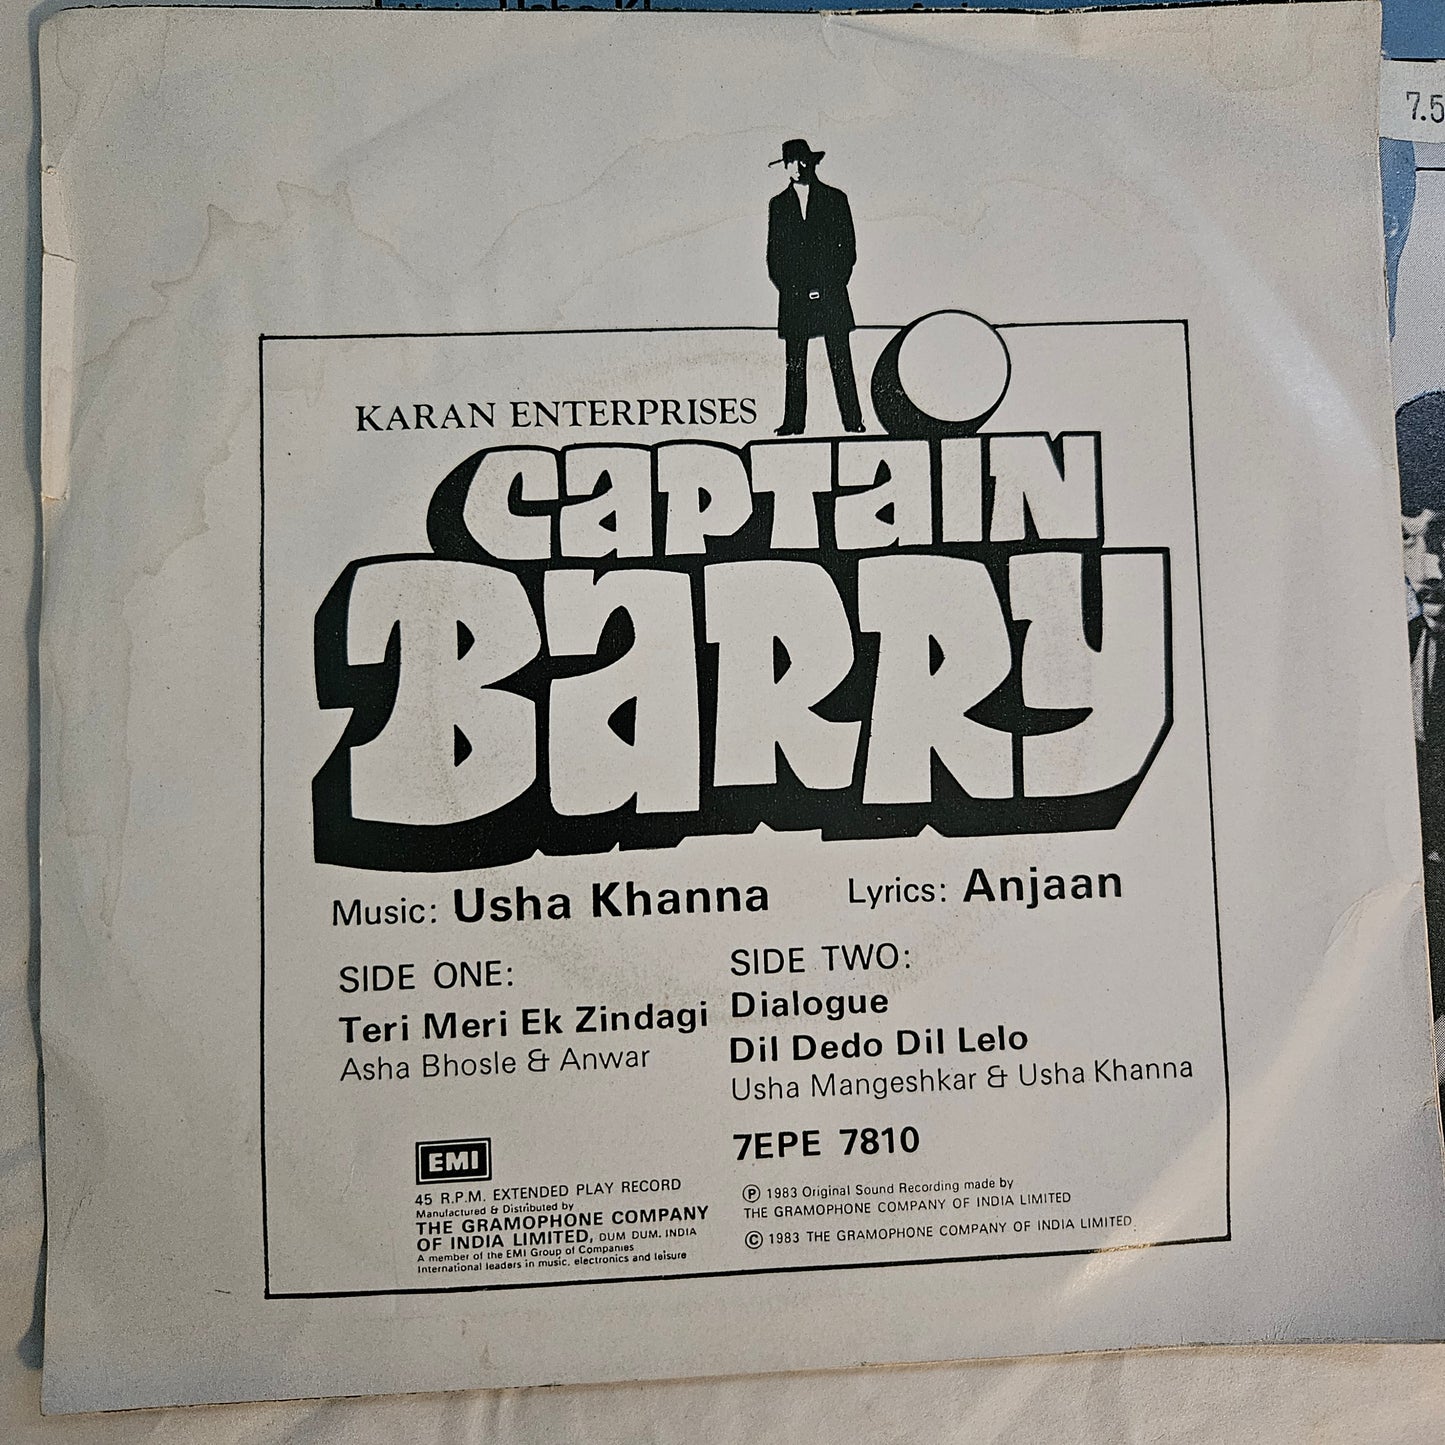 Usha Kh
7.5
KARAN ENTERPRISES
CAPTAIN
BARRY
Music: Usha Khanna
Lyrics: Anjaan
SIDE ONE:
Teri Meri Ek Zindagi
Asha Bhosle & Anwar
SIDE TWO:
Dialogue
Dil Dedo Dil Lelo
Usha Mangeshkar & Usha Khanna
7EPE 7810
EMI
45 R.P.M. EXTENDED PLAY RECORD
Manufactured & Distributed by
THE GRAMOPHONE COMPANY
OF INDIA LIMITED, DUM DUM. INDIA
A member of the EMI Group of Companies
International leaders in music, electronics and leisure
Ⓟ 1983 Original Sound Recording made by
THE GRAMOPHONE COMPANY OF INDIA LIMITED
© 1983 THE GRAMOPHONE COMPANY OF INDIA LIMITED.